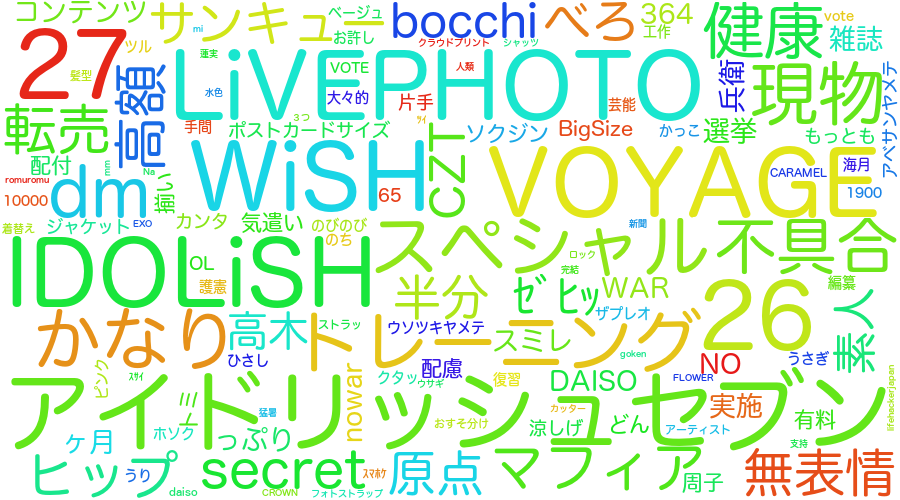 コンテンツ
サンキュー
ベージュ
お許し
mi
蓮実
水色
クラウドプリント
シャッツ
bocchi
べろ
364
工作
vote
健康
雑誌
27
ツル
髪型
高額
LiVEPHOTO
VOTE
大々的
片手
人類
芸能
兵衛
現物
アベサンヤメテ
転売
手間
3つ
ポストカードサイズ
ソクジン
BigSize
かっこ
選挙
もっとも
配付
romuromu
10000
dm
mm
Na
揃い
WiSH
65
CZT
VOYAGE
CARAMEL
海月
1900
着替え
ジャケット
EXO
カンタ
気遣い
のびのび
のち
新聞
IDOLiSH
OL
護憲
スペシャル
不具合
ロック
完結
編纂
半分
ゼヒッ
WAR
26
かなり
高木
ストラッ
ウソツキヤメテ
トレーニング
スミレ
ザプレオ
素人
ひさし
goken
NO
うさぎ
アイドリッシュセブン
ピンク
ｽｻｲ
ミド
nowar
クタッ
ウサギ
配慮
復習
DAISO
FLOWER
lifehackerjapan
カッター
実施
有料
ヶ月
ホソク
猛暑
っぷり
おすそ分け
涼しげ
どん
アーティスト
支持
ヒップ
うり
daiso
secret
CROWN
フォトストラップ
ｽﾏﾎｹ
原点
マフィア
周子
無表情